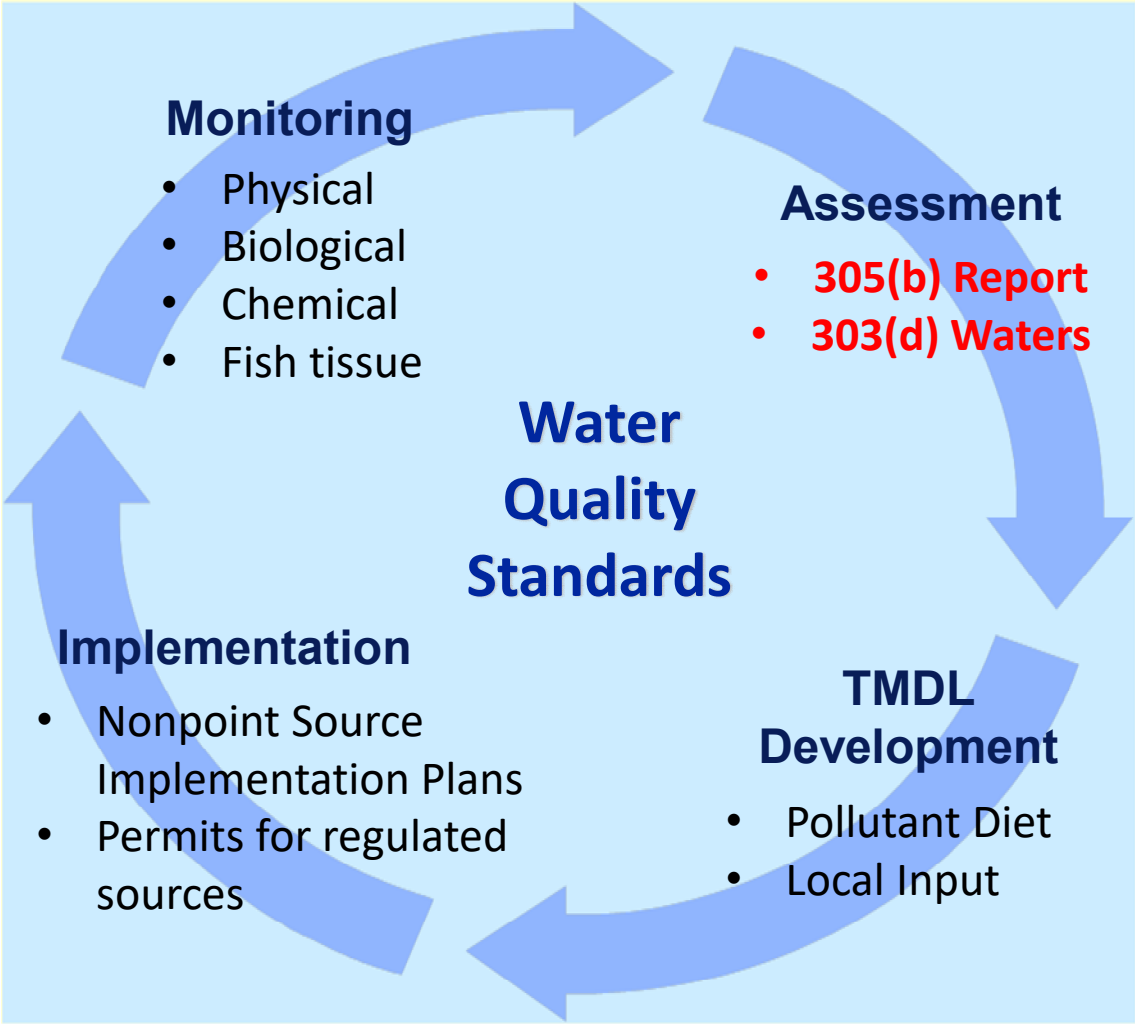 Monitoring
• Physical
• Biological
• Chemical
• Fish tissue
Assessment
• 305(b) Report
• 303(d) Waters
Water
Quality
Standards
Implementation
• Nonpoint Source
Implementation Plans
• Permits for regulated
sources
TMDL
Development
• Pollutant Diet
• Local Input